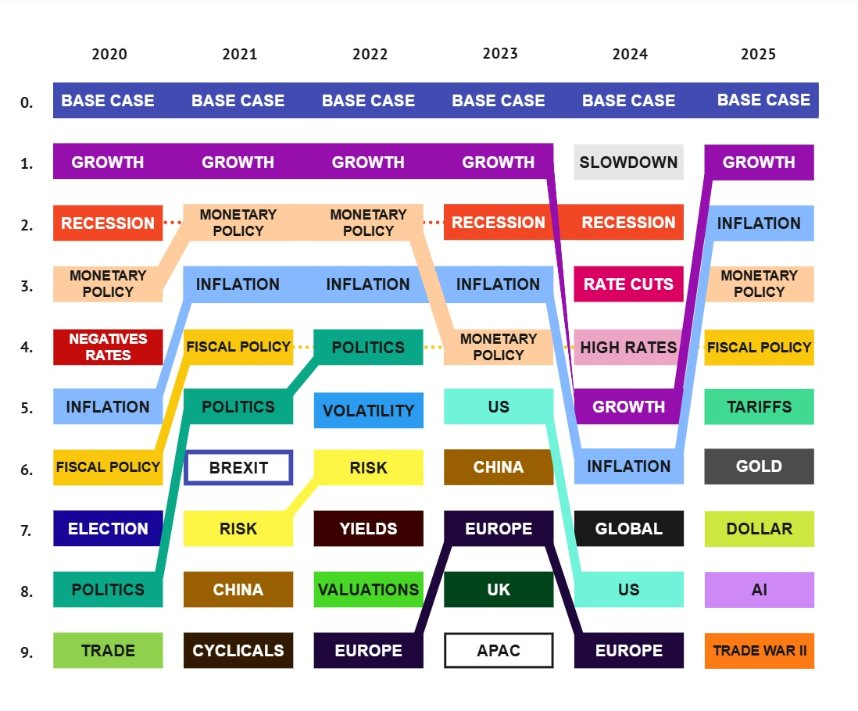 2020 2021 2022 2023 2024 2025
0. BASE CASE BASE CASE BASE CASE BASE CASE BASE CASE BASE CASE
1. GROWTH GROWTH GROWTH GROWTH SLOWDOWN GROWTH
2. RECESSION MONETARY POLICY MONETARY POLICY RECESSION RECESSION INFLATION
3. MONETARY POLICY INFLATION INFLATION INFLATION RATE CUTS MONETARY POLICY
4. NEGATIVES RATES FISCAL POLICY POLITICS MONETARY POLICY HIGH RATES FISCAL POLICY
5. INFLATION POLITICS VOLATILITY US GROWTH TARIFFS
6. FISCAL POLICY BREXIT RISK CHINA INFLATION GOLD
7. ELECTION RISK YIELDS EUROPE GLOBAL DOLLAR
8. POLITICS CHINA VALUATIONS UK US AI
9. TRADE CYCLICALS EUROPE APAC EUROPE TRADE WAR II